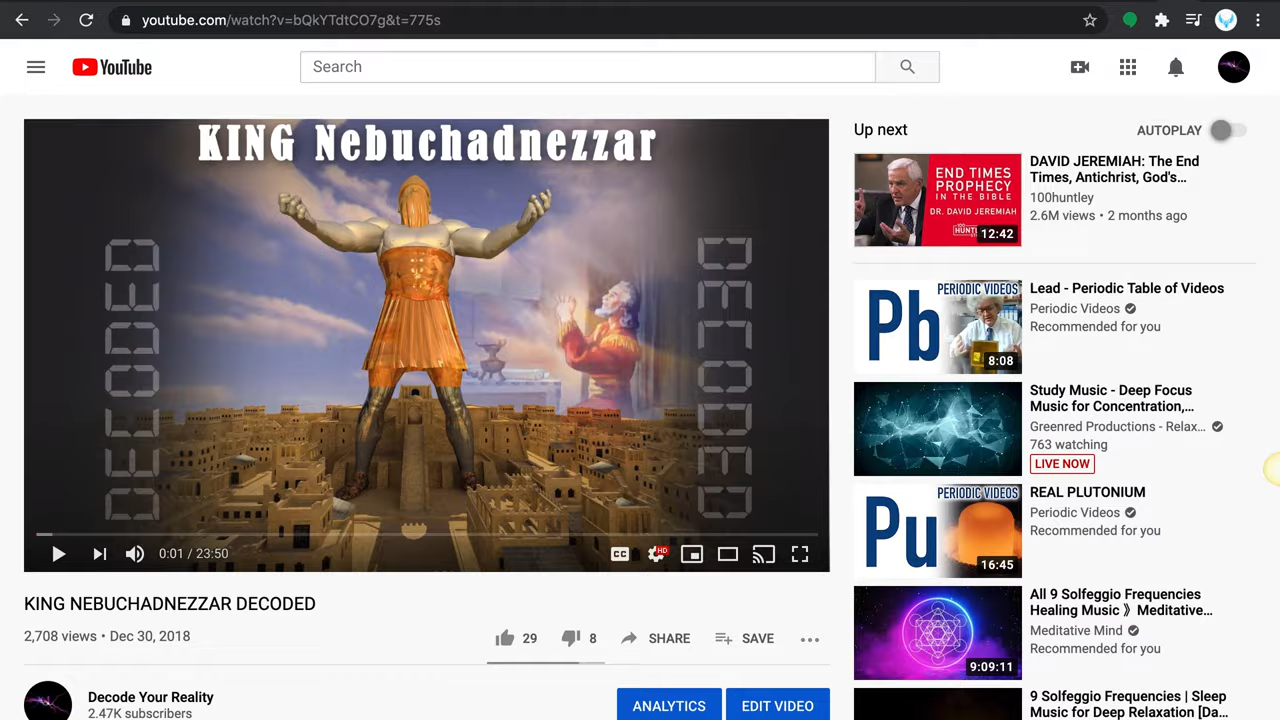 youtube.com/watch?v=bQkYTdtCO7g&t=775s
YouTube
Search
KING Nebuchadnezzar
DECODED
DECODED
0:01 / 23:50
CC
HD
KING NEBUCHADNEZZAR DECODED
2,708 views • Dec 30, 2018
29
8
SHARE
SAVE
Decode Your Reality
2.47K subscribers
ANALYTICS
EDIT VIDEO
Up next
AUTOPLAY
END TIMES
PROPHECY
IN THE BIBLE
DR. DAVID JEREMIAH
12:42
DAVID JEREMIAH: The End
Times, Antichrist, God's...
100huntley
2.6M views • 2 months ago
PERIODIC VIDEOS
Pb
8:08
Lead - Periodic Table of Videos
Periodic Videos
Recommended for you
Study Music - Deep Focus
Music for Concentration,...
Greenred Productions - Relax...
763 watching
LIVE NOW
PERIODIC VIDEOS
Pu
16:45
REAL PLUTONIUM
Periodic Videos
Recommended for you
9:09:11
All 9 Solfeggio Frequencies
Healing Music 》Meditative...
Meditative Mind
Recommended for you
9 Solfeggio Frequencies | Sleep
Music for Deep Relaxation [Da...